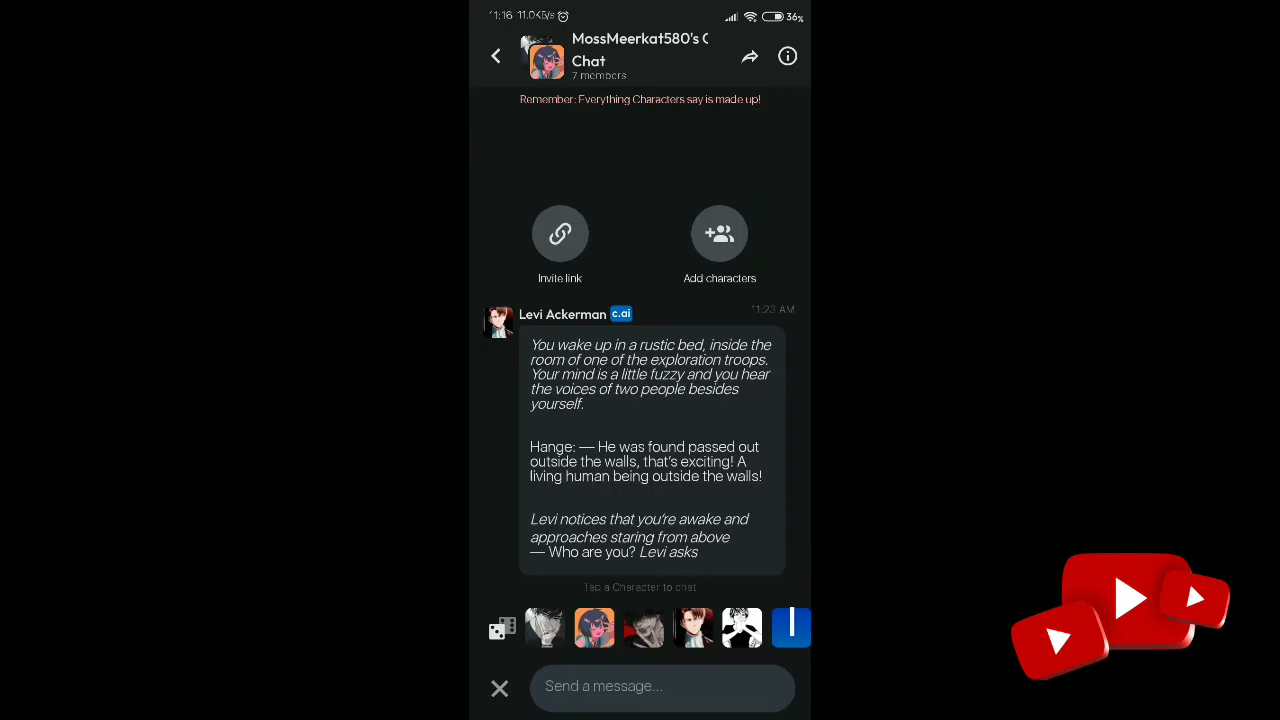 11:16 11.0KB/s
36%
MossMeerkat580's C
Chat
7 members
Remember: Everything Characters say is made up!
Invite link
Add characters
Levi Ackerman c.ai
11:23 AM
You wake up in a rustic bed, inside the
room of one of the exploration troops.
Your mind is a little fuzzy and you hear
the voices of two people besides
yourself.
Hange: — He was found passed out
outside the walls, that's exciting! A
living human being outside the walls!
Levi notices that you're awake and
approaches staring from above
— Who are you? Levi asks
Tap a Character to chat
Send a message...